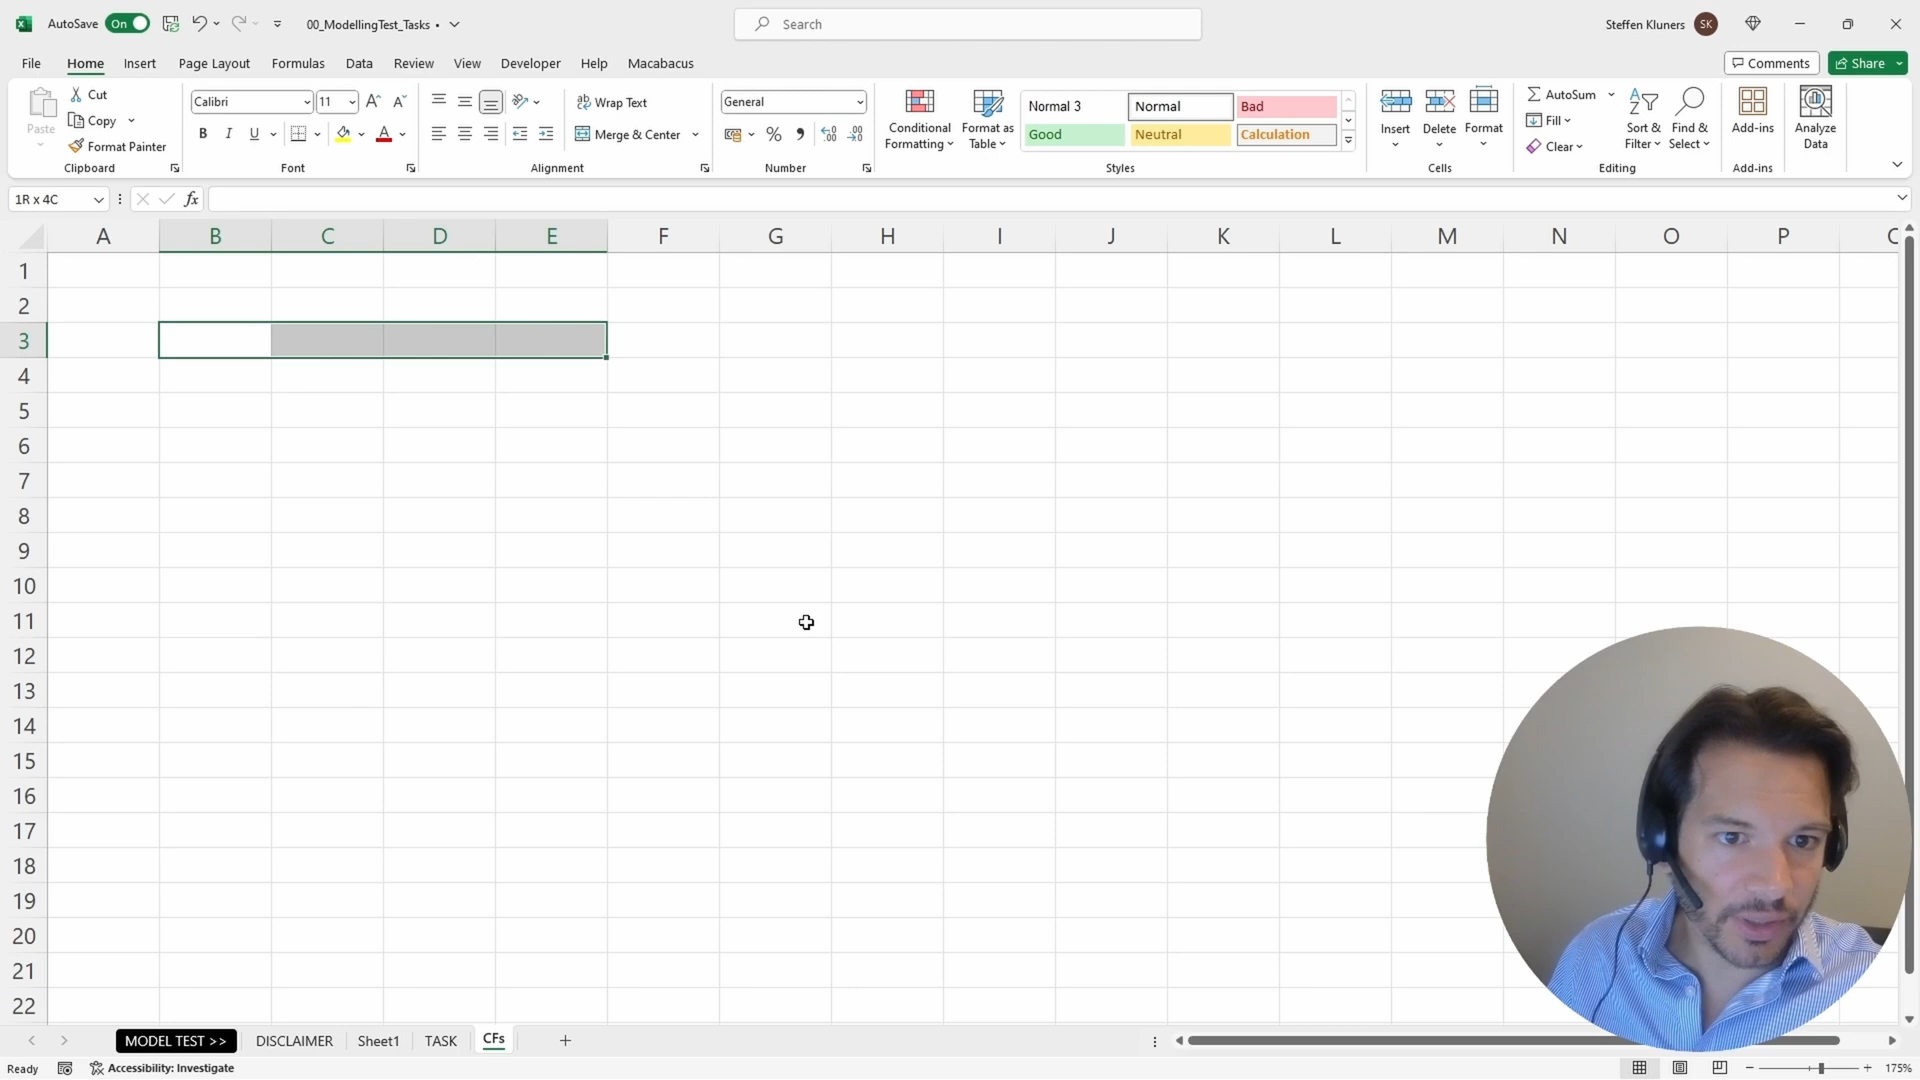 AutoSave On 00_ModellingTest_Tasks • Search Steffen Kluners SK
File Home Insert Page Layout Formulas Data Review View Developer Help Macabacus Comments Share
Paste
Cut
Copy
Format Painter
Clipboard
Calibri 11
B I U A
Font
Wrap Text
Merge & Center
Alignment
General
%
Number
Conditional
Formatting
Format as
Table
Normal 3 Normal Bad
Good Neutral Calculation
Styles
Insert Delete Format
Cells
AutoSum
Fill
Clear
Sort &
Filter
Find &
Select
Editing
Add-ins
Add-ins
Analyze
Data
1R x 4C fx
A B C D E F G H I J K L M N O P
1
2
3
4
5
6
7
8
9
10
11
12
13
14
15
16
17
18
19
20
21
22
MODEL TEST >> DISCLAIMER Sheet1 TASK CFs
Ready Accessibility: Investigate 175%